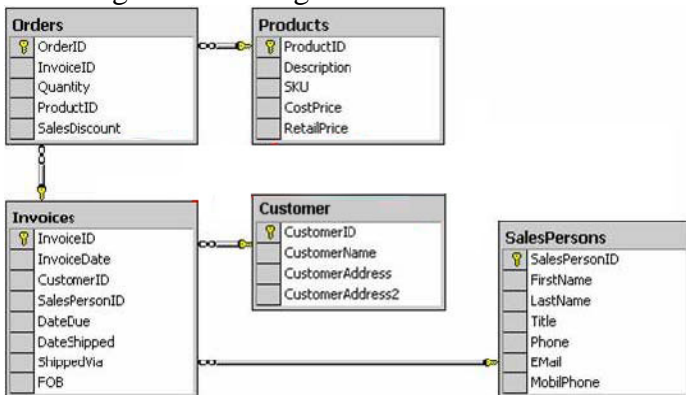 Orders
OrderID
InvoiceID
Quantity
ProductID
SalesDiscount
Products
ProductID
Description
SKU
CostPrice
RetailPrice
Invoices
InvoiceID
InvoiceDate
CustomerID
SalesPersonID
DateDue
DateShipped
ShippedVia
FOB
Customer
CustomerID
CustomerName
CustomerAddress
CustomerAddress2
SalesPersons
SalesPersonID
FirstName
LastName
Title
Phone
EMail
MobilPhone